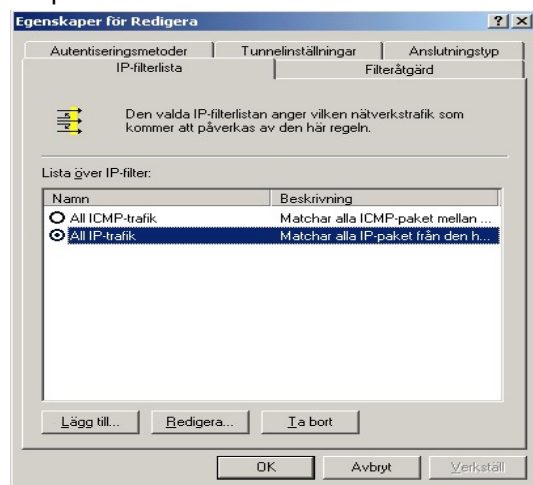 Egenskaper för Redigera
Autentiseringsmetoder Tunnelinställningar Anslutningstyp
IP-filterlista Filteråtgärd
Den valda IP-filterlistan anger vilken nätverkstrafik som
kommer att påverkas av den här regeln.
Lista över IP-filter:
Namn Beskrivning
All ICMP-trafik Matchar alla ICMP-paket mellan ...
All IP-trafik Matchar alla IP-paket från den h...
Lägg till... Redigera... Ta bort
OK Avbryt Verkställ